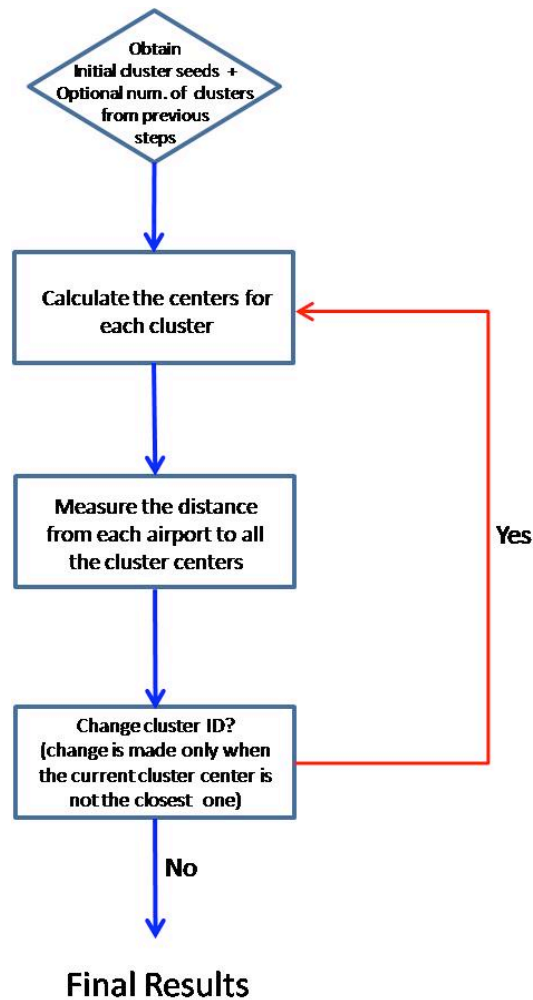 Obtain
Initial cluster seeds +
Optional num. of clusters
from previous
steps
Calculate the centers for
each cluster
Measure the distance
from each airport to all
the cluster centers
Yes
Change cluster ID?
(change is made only when
the current cluster center is
not the closest one)
No
Final Results